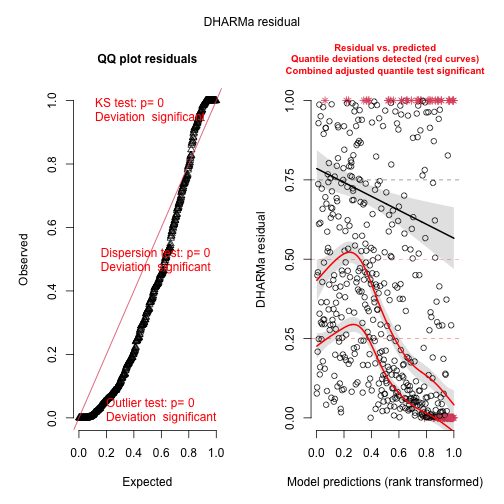 DHARMa residual
QQ plot residuals
KS test: p= 0
Deviation significant
Dispersion test: p= 0
Deviation significant
Outlier test: p= 0
Deviation significant
Observed
0.0 0.2 0.4 0.6 0.8 1.0
0.0 0.2 0.4 0.6 0.8 1.0
Expected
Residual vs. predicted
Quantile deviations detected (red curves)
Combined adjusted quantile test significant
DHARMa residual
0.00 0.25 0.50 0.75 1.00
0.0 0.2 0.4 0.6 0.8 1.0
Model predictions (rank transformed)